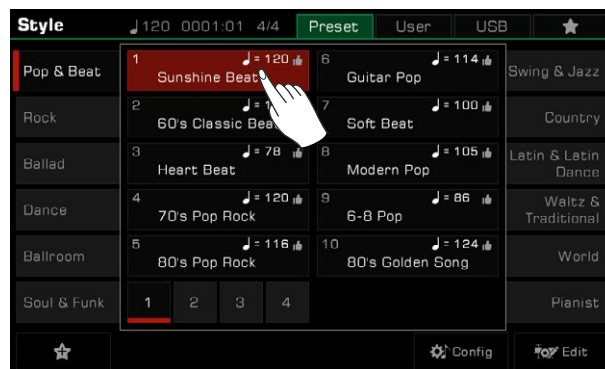 Style ♩120 0001:01 4/4 Preset User USB
Pop & Beat
Rock
Ballad
Dance
Ballroom
Soul & Funk
1 ♩= 120
Sunshine Beat
2
60's Classic
3 ♩= 78
Heart Beat
4 ♩= 120
70's Pop Rock
5 ♩= 116
80's Pop Rock
6 ♩= 114
Guitar Pop
7 ♩= 100
Soft Beat
8 ♩= 105
Modern Pop
9 ♩= 86
6-8 Pop
10 ♩= 124
80's Golden Song
1 2 3 4
Swing & Jazz
Country
Latin & Latin
Dance
Waltz &
Traditional
World
Pianist
Config Edit